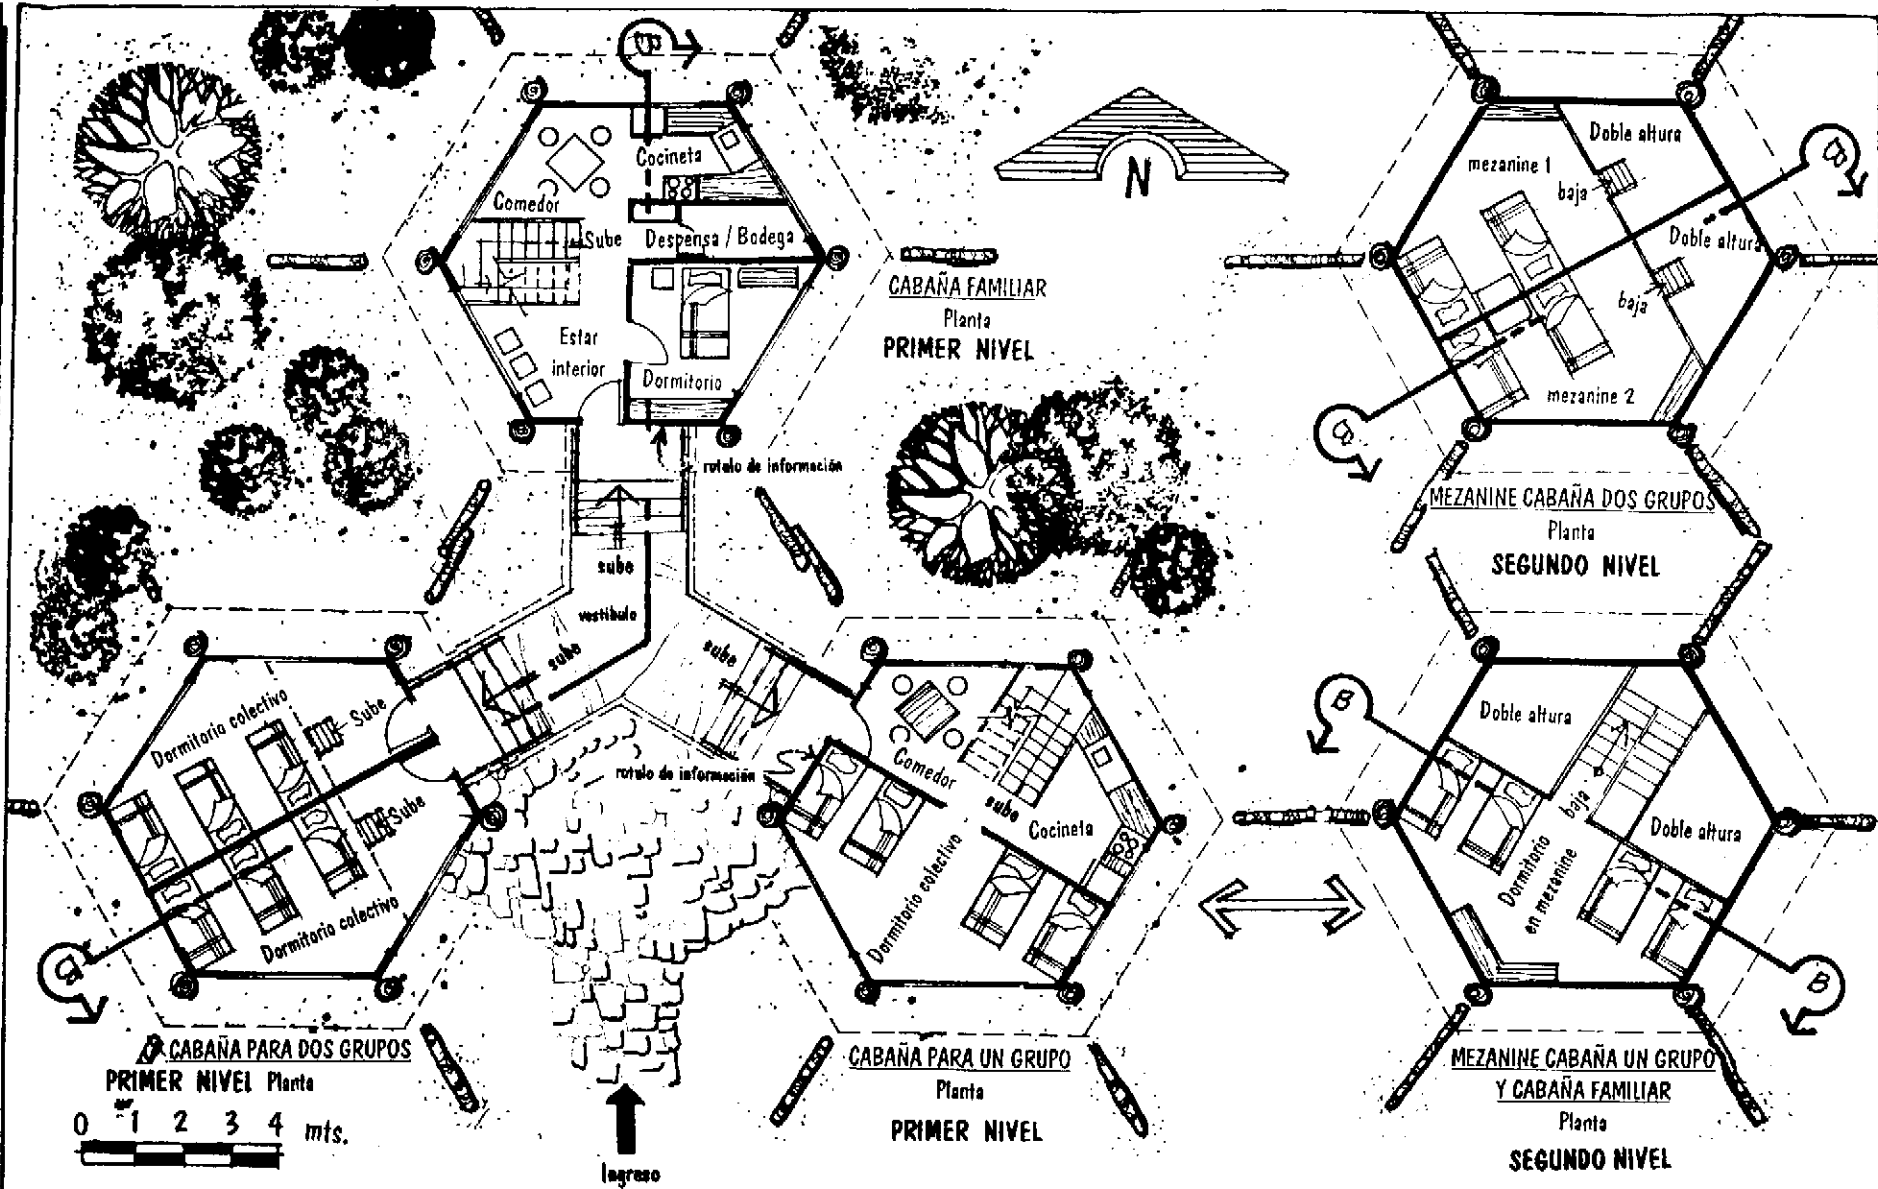 B
Cocineta
Comedor
Sube
Despensa / Bodega
Estar
interior
Dormitorio
rotulo de información
CABAÑA FAMILIAR
Planta
PRIMER NIVEL
N
Doble altura
mezanine 1
baja
Doble altura
baja
mezanine 2
B
B
MEZANINE CABAÑA DOS GRUPOS
Planta
SEGUNDO NIVEL
sube
vestibulo
sube
sube
Dormitorio colectivo
Sube
Sube
Dormitorio colectivo
B
CABAÑA PARA DOS GRUPOS
PRIMER NIVEL Planta
0 1 2 3 4 mts.
rotulo de información
Comedor
sube
Cocineta
Dormitorio colectivo
CABAÑA PARA UN GRUPO
Planta
PRIMER NIVEL
Ingreso
B
Doble altura
baja
Doble altura
Dormitorio
en mezanine
B
MEZANINE CABAÑA UN GRUPO
Y CABAÑA FAMILIAR
Planta
SEGUNDO NIVEL